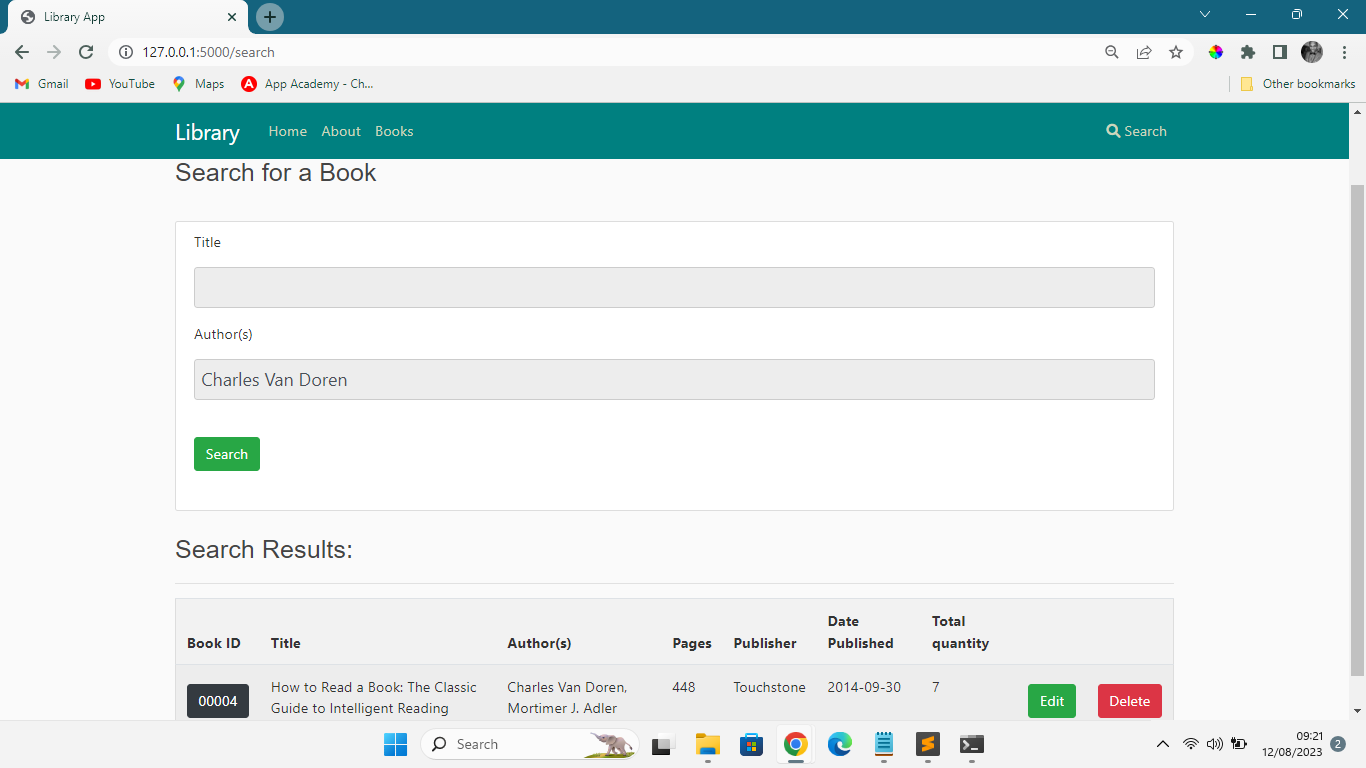 Library App
127.0.0.1:5000/search
Gmail YouTube Maps App Academy - Ch... Other bookmarks
Library Home About Books Search
Search for a Book
Title
Author(s)
Charles Van Doren
Search
Search Results:
Book ID Title Author(s) Pages Publisher Date Published Total quantity
00004 How to Read a Book: The Classic Guide to Intelligent Reading Charles Van Doren, Mortimer J. Adler 448 Touchstone 2014-09-30 7 Edit Delete
Search
09:21
12/08/2023
2